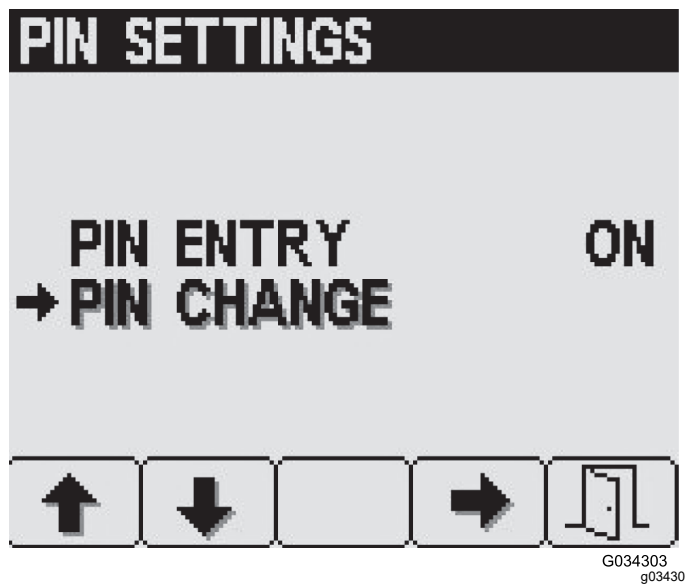 PIN SETTINGS
PIN ENTRY ON
PIN CHANGE
G034303
g03430